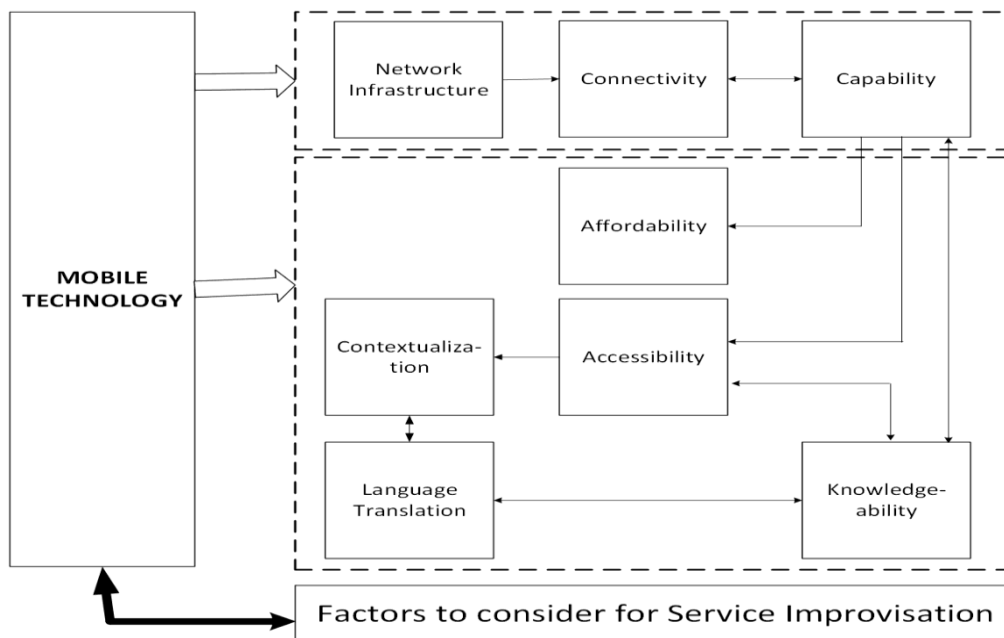 Network
Infrastructure
Connectivity
Capability
Affordability
MOBILE
TECHNOLOGY
Contextualiza-
tion
Accessibility
Language
Translation
Knowledge-
ability
Factors to consider for Service Improvisation